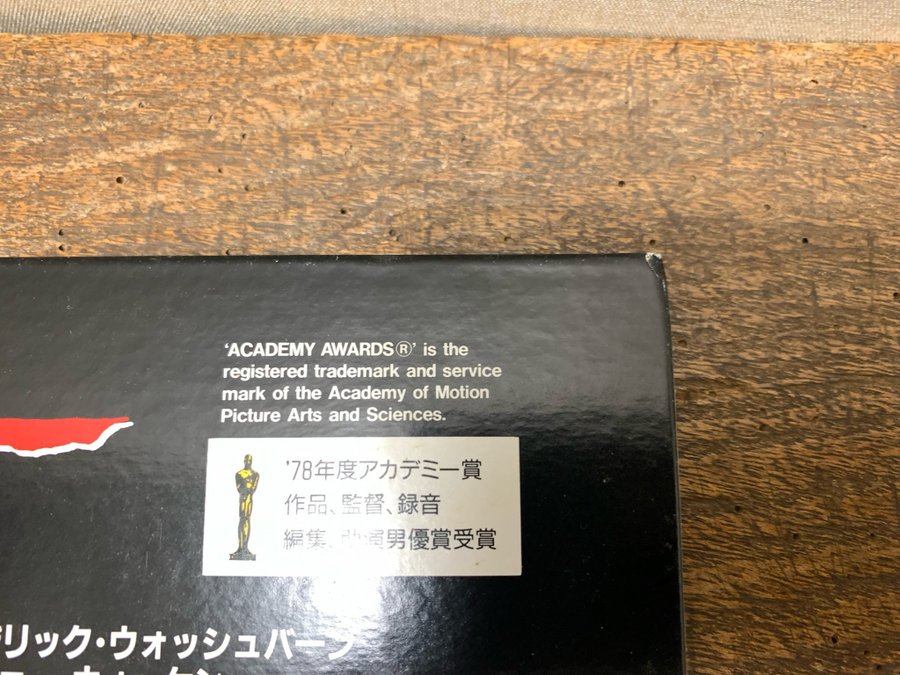 'ACADEMY AWARDS®' is the
registered trademark and service
mark of the Academy of Motion
Picture Arts and Sciences.
'78年度アカデミー賞
作品、監督、録音
編集、助演男優賞受賞
リック・ウォッシュバーン